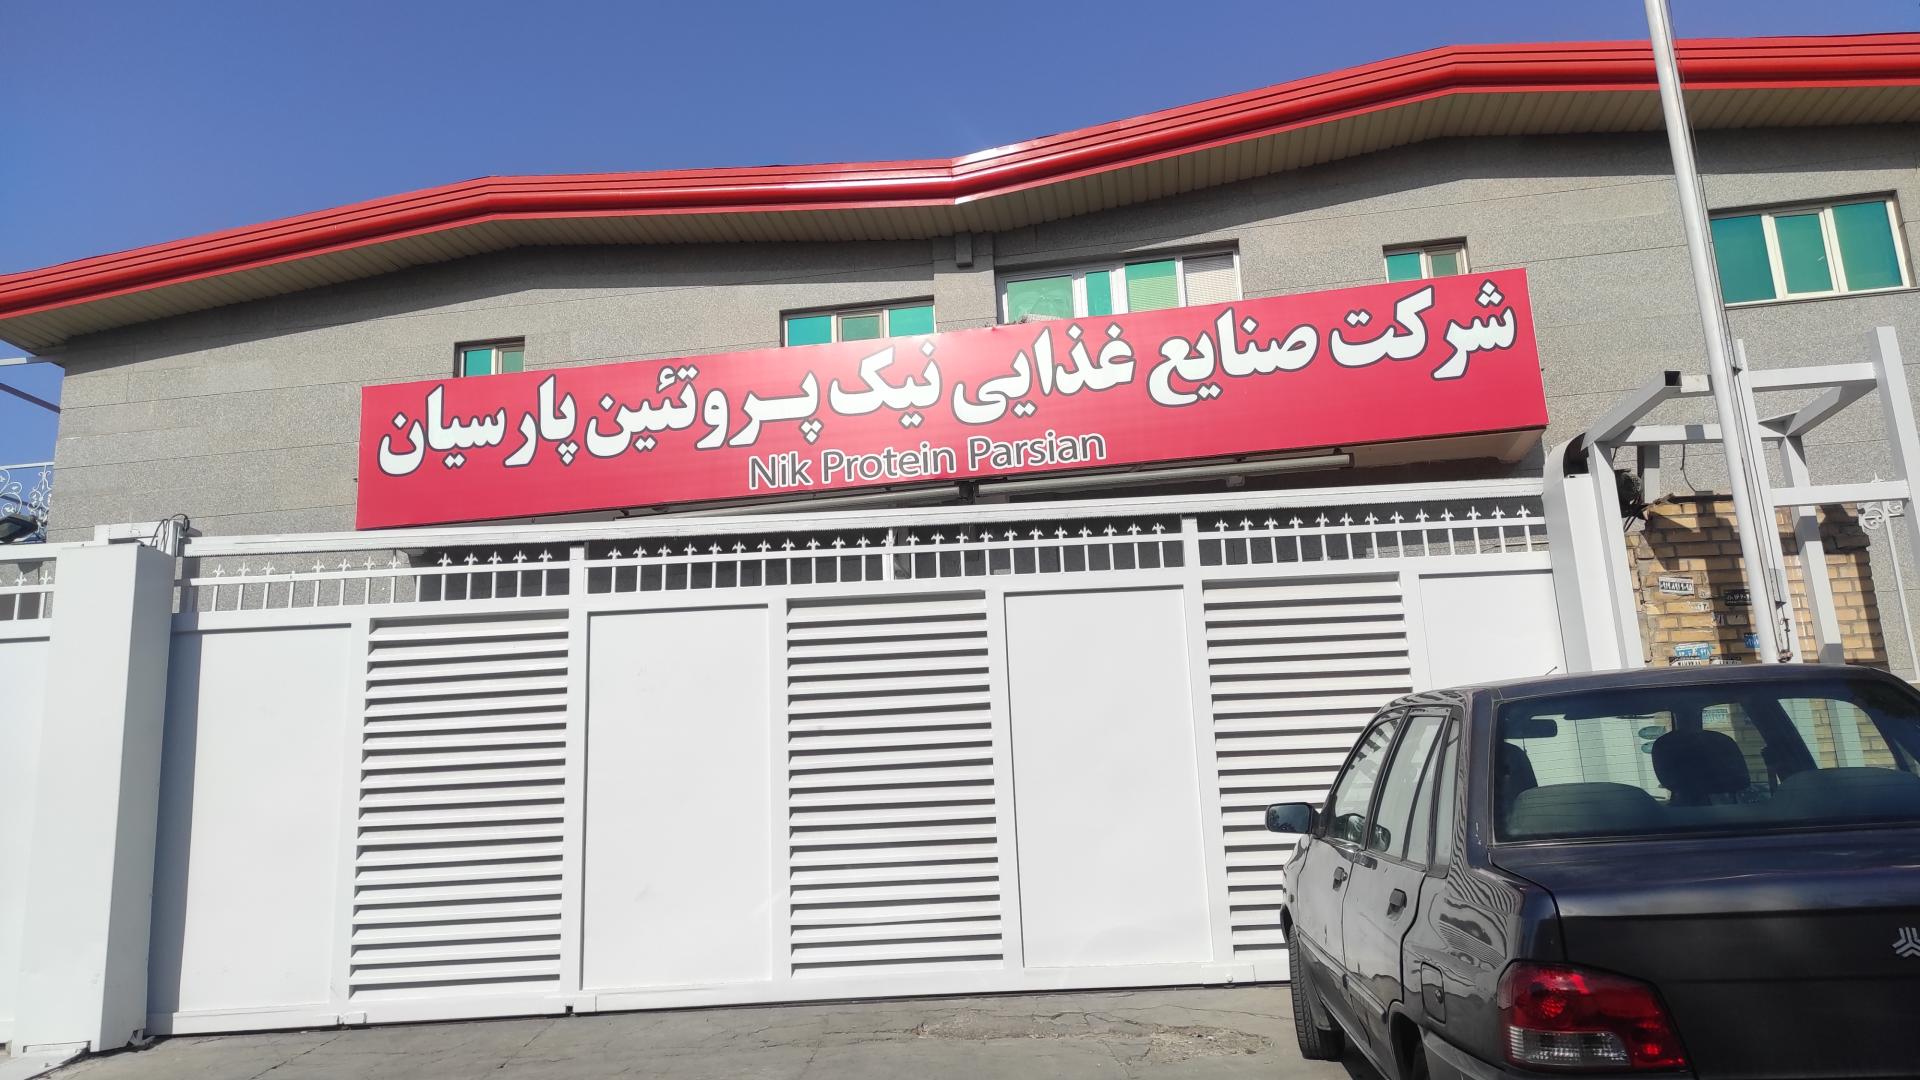 شرکت صنایع غذایی نیک پروتئین پارسیان
Nik Protein Parsian